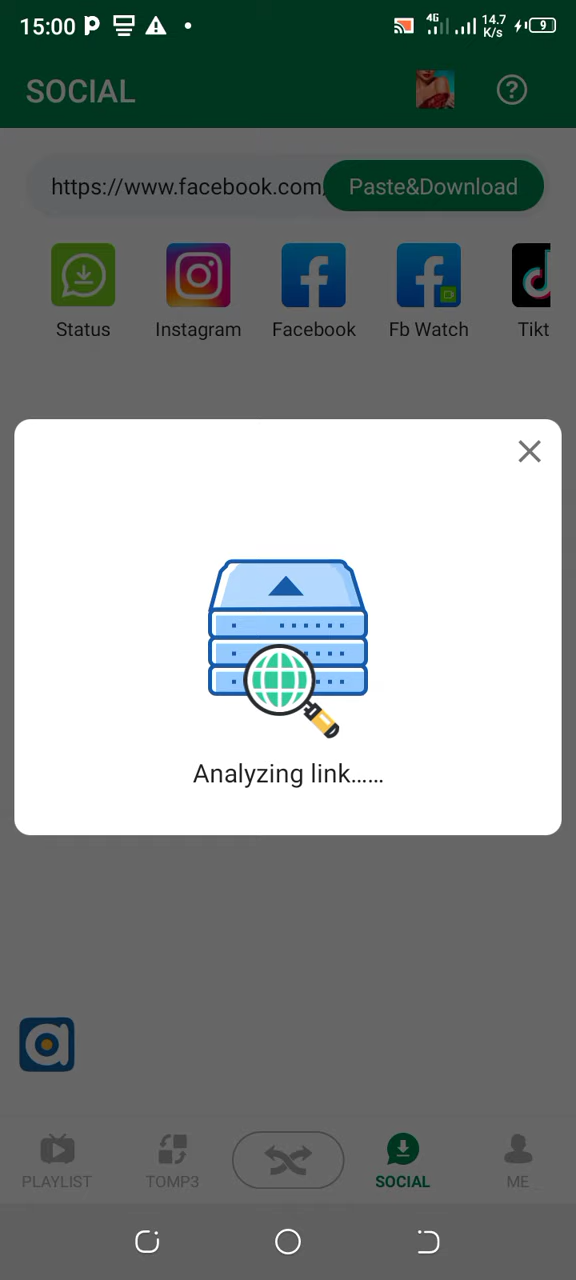 15:00
4G 14.7 K/s 9
SOCIAL
https://www.facebook.com/
Paste&Download
Status Instagram Facebook Fb Watch Tikt
Analyzing link......
PLAYLIST TOMP3 SOCIAL ME